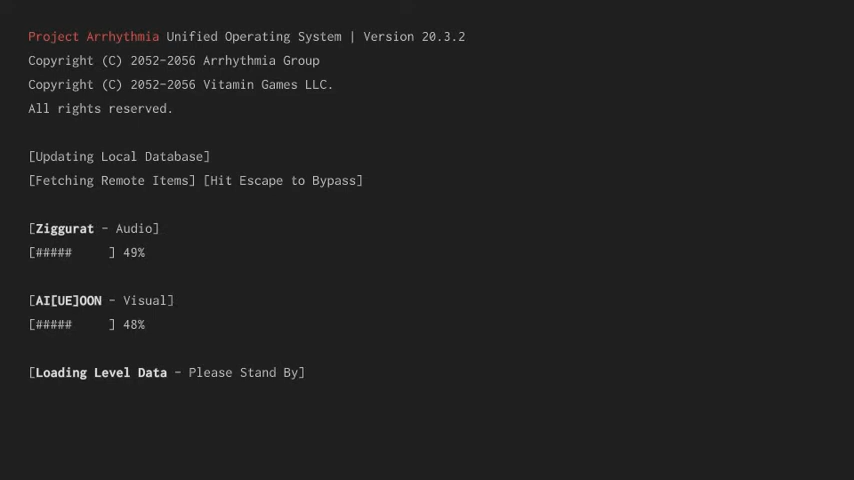 Project Arrhythmia Unified Operating System | Version 20.3.2
Copyright (C) 2052-2056 Arrhythmia Group
Copyright (C) 2052-2056 Vitamin Games LLC.
All rights reserved.
[Updating Local Database]
[Fetching Remote Items] [Hit Escape to Bypass]
[Ziggurat - Audio]
[#####     ] 49%
[AI[UE]OON - Visual]
[#####     ] 48%
[Loading Level Data - Please Stand By]